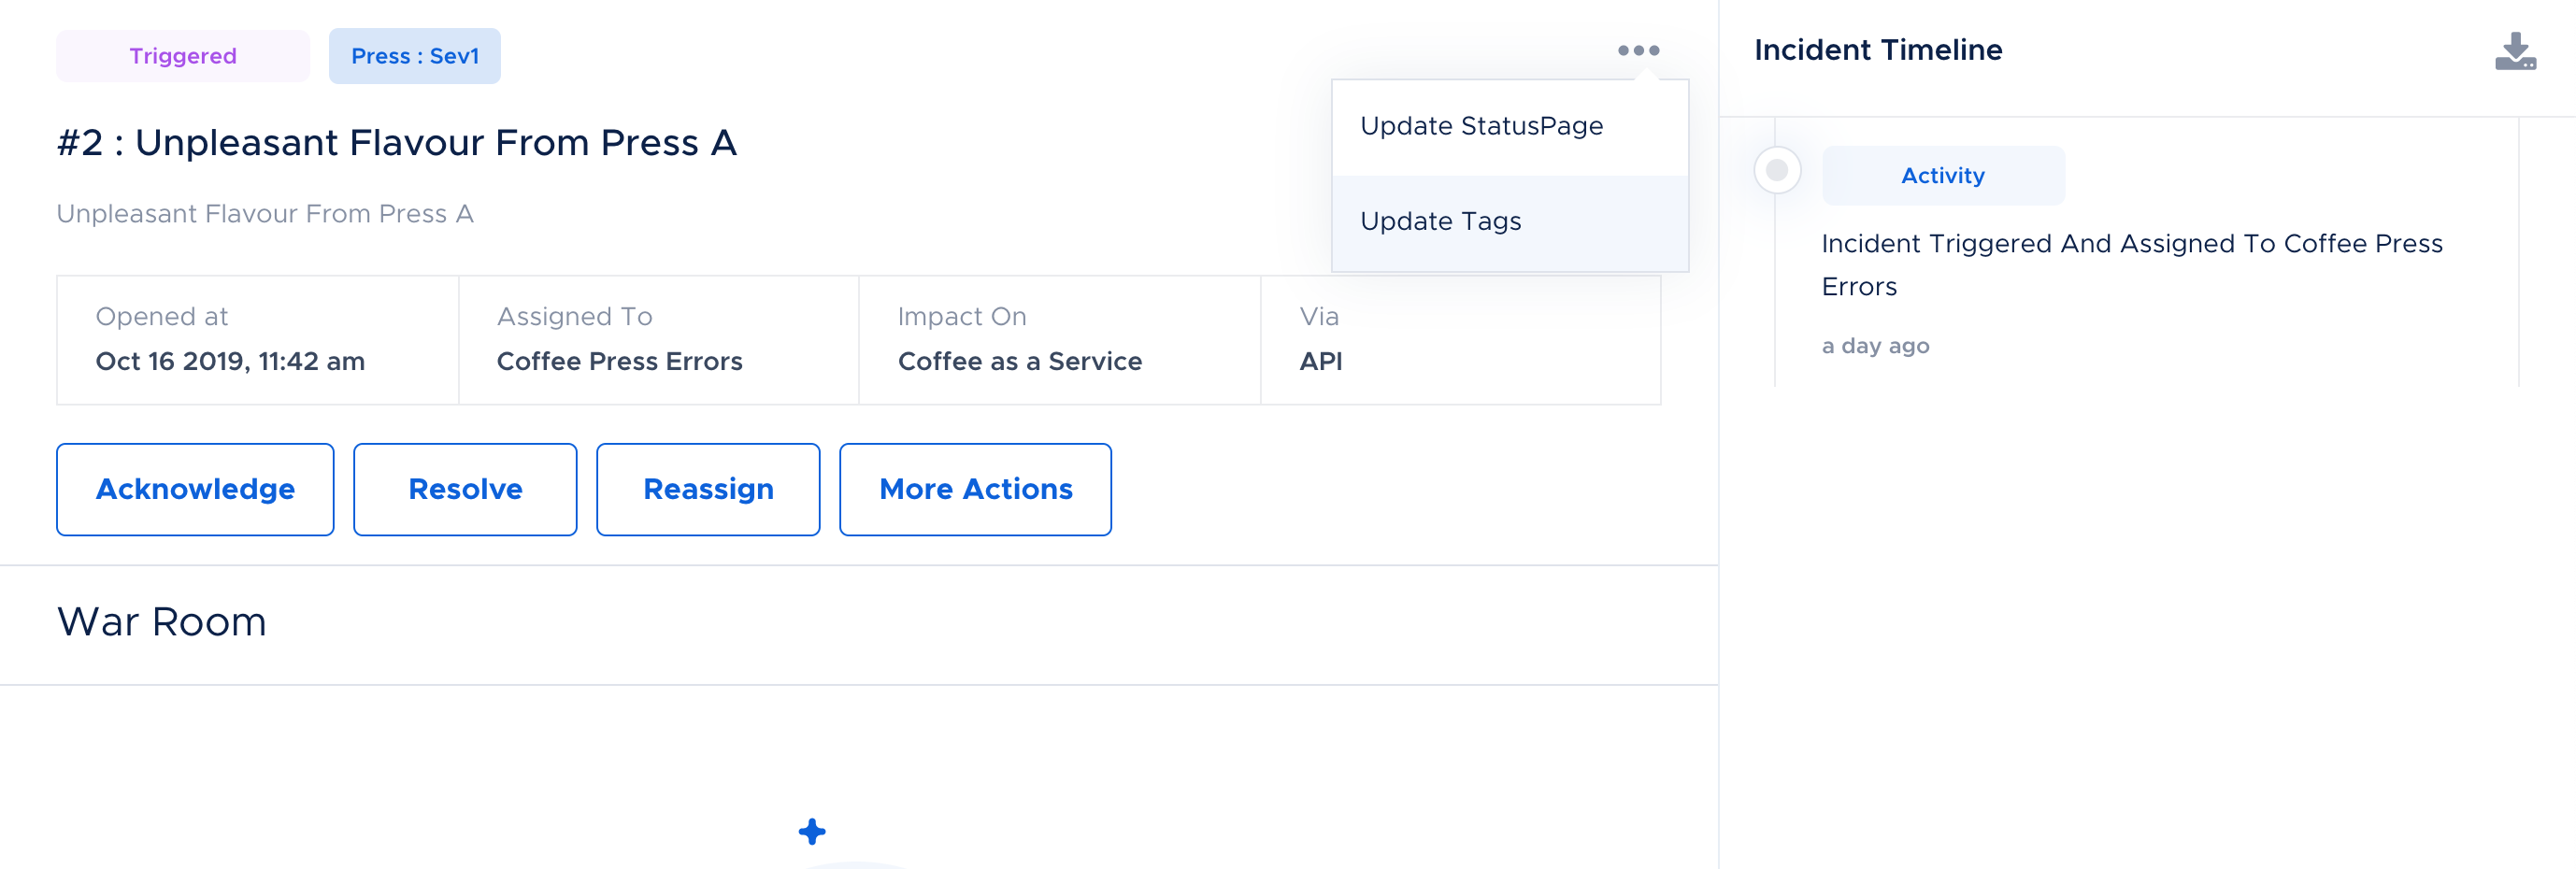 Triggered
Press : Sev1
#2 : Unpleasant Flavour From Press A
Unpleasant Flavour From Press A
Update StatusPage
Update Tags
Opened at
Oct 16 2019, 11:42 am
Assigned To
Coffee Press Errors
Impact On
Coffee as a Service
Via
API
Acknowledge
Resolve
Reassign
More Actions
War Room
Incident Timeline
Activity
Incident Triggered And Assigned To Coffee Press
Errors
a day ago